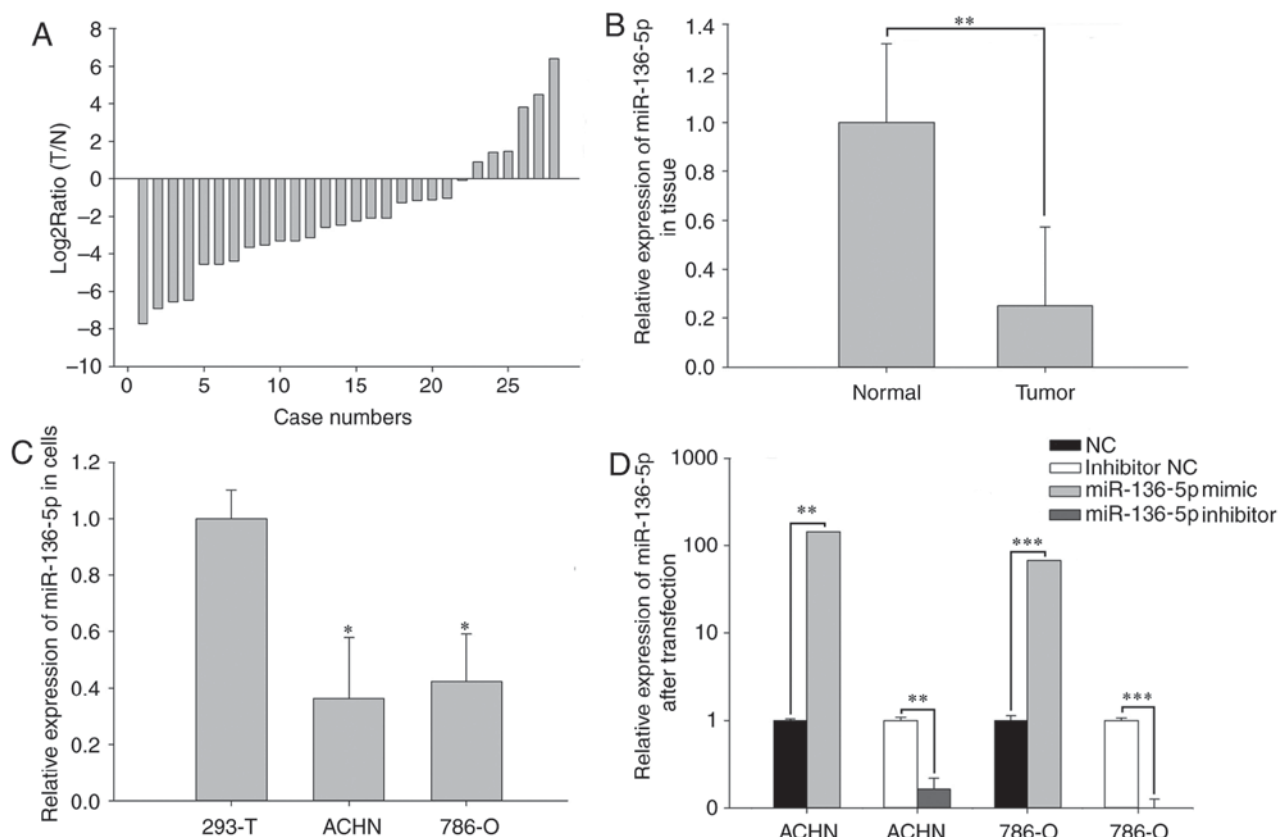 A
Log2Ratio (T/N)
8
6
4
2
0
–2
–4
–6
–8
–10
0 5 10 15 20 25
Case numbers
B
Relative expression of miR-136-5p
in tissue
1.4
1.2
1.0
0.8
0.6
0.4
0.2
0.0
**
Normal Tumor
C
Relative expression of miR-136-5p in cells
1.2
1.0
0.8
0.6
0.4
0.2
0.0
* *
293-T ACHN 786-O
D
Relative expression of miR-136-5p
after transfection
NC
Inhibitor NC
miR-136-5p mimic
miR-136-5p inhibitor
1000
100
10
1
0
** ** *** ***
ACHN ACHN 786-O 786-O